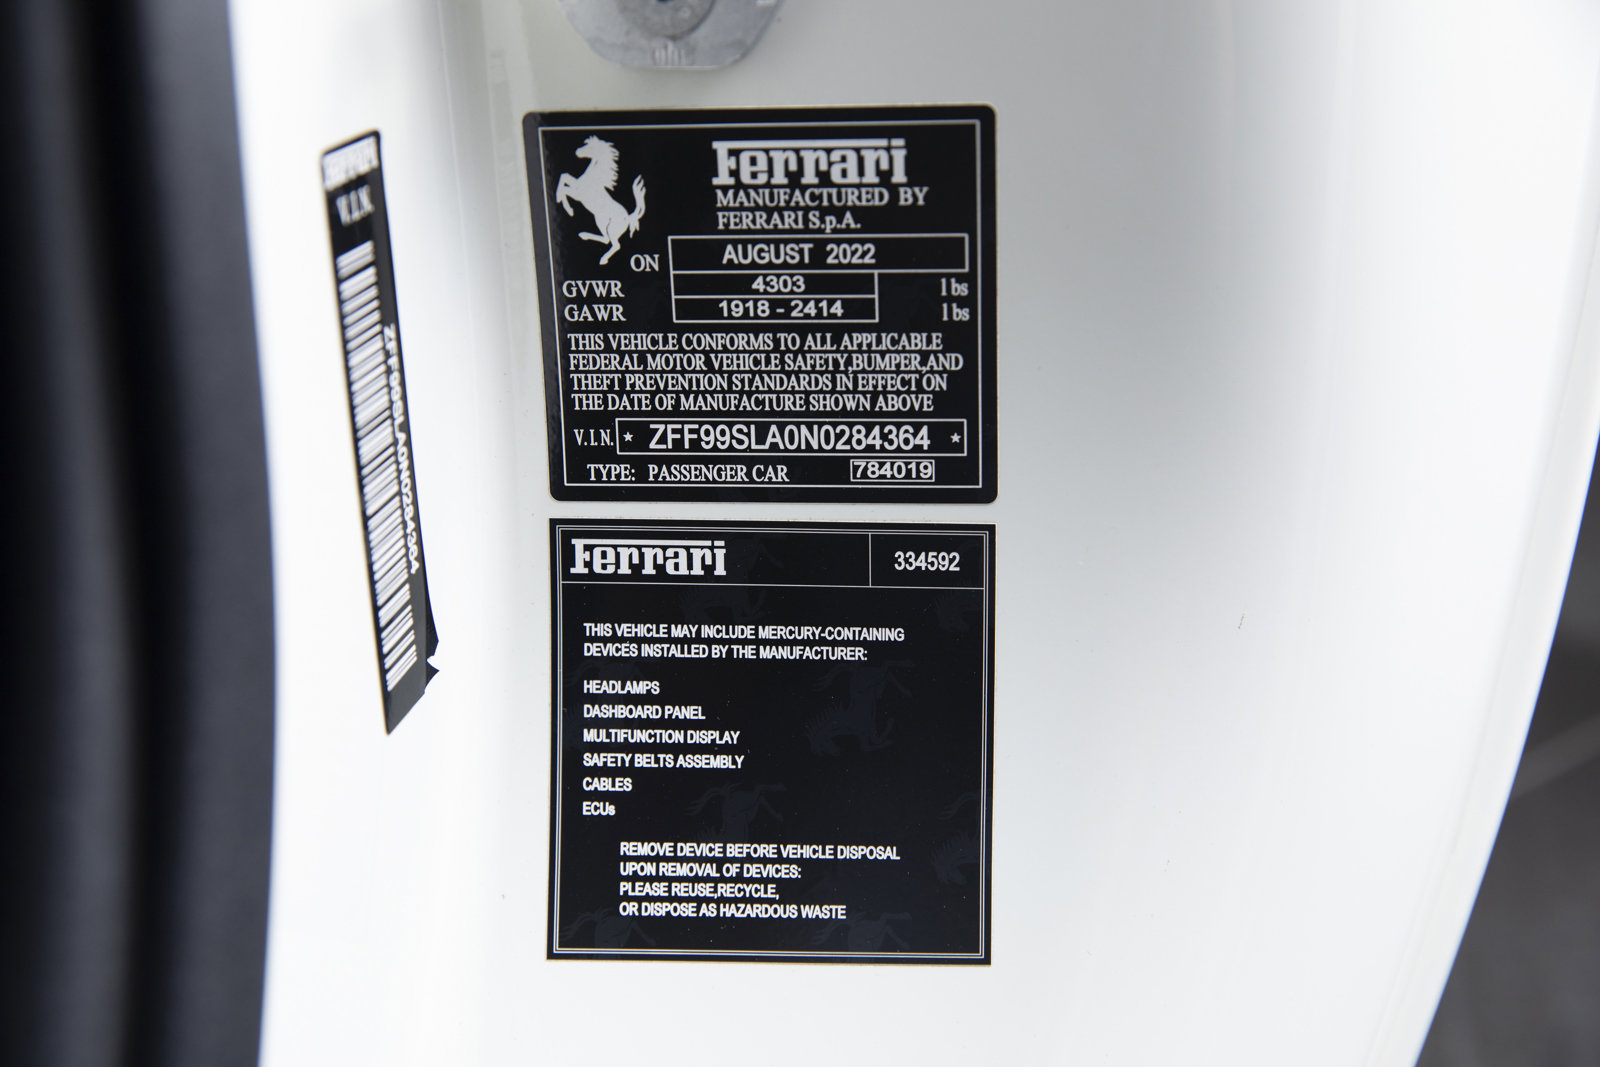 Ferrari
V.I.N.
ZFF99SLA0N0284364
Ferrari
MANUFACTURED BY
FERRARI S.p.A.
ON AUGUST 2022
GVWR 4303 lbs
GAWR 1918 - 2414 lbs
THIS VEHICLE CONFORMS TO ALL APPLICABLE
FEDERAL MOTOR VEHICLE SAFETY,BUMPER,AND
THEFT PREVENTION STANDARDS IN EFFECT ON
THE DATE OF MANUFACTURE SHOWN ABOVE
V.I.N. * ZFF99SLA0N0284364 *
TYPE: PASSENGER CAR 784019
Ferrari 334592
THIS VEHICLE MAY INCLUDE MERCURY-CONTAINING
DEVICES INSTALLED BY THE MANUFACTURER:
HEADLAMPS
DASHBOARD PANEL
MULTIFUNCTION DISPLAY
SAFETY BELTS ASSEMBLY
CABLES
ECUs
REMOVE DEVICE BEFORE VEHICLE DISPOSAL
UPON REMOVAL OF DEVICES:
PLEASE REUSE,RECYCLE,
OR DISPOSE AS HAZARDOUS WASTE